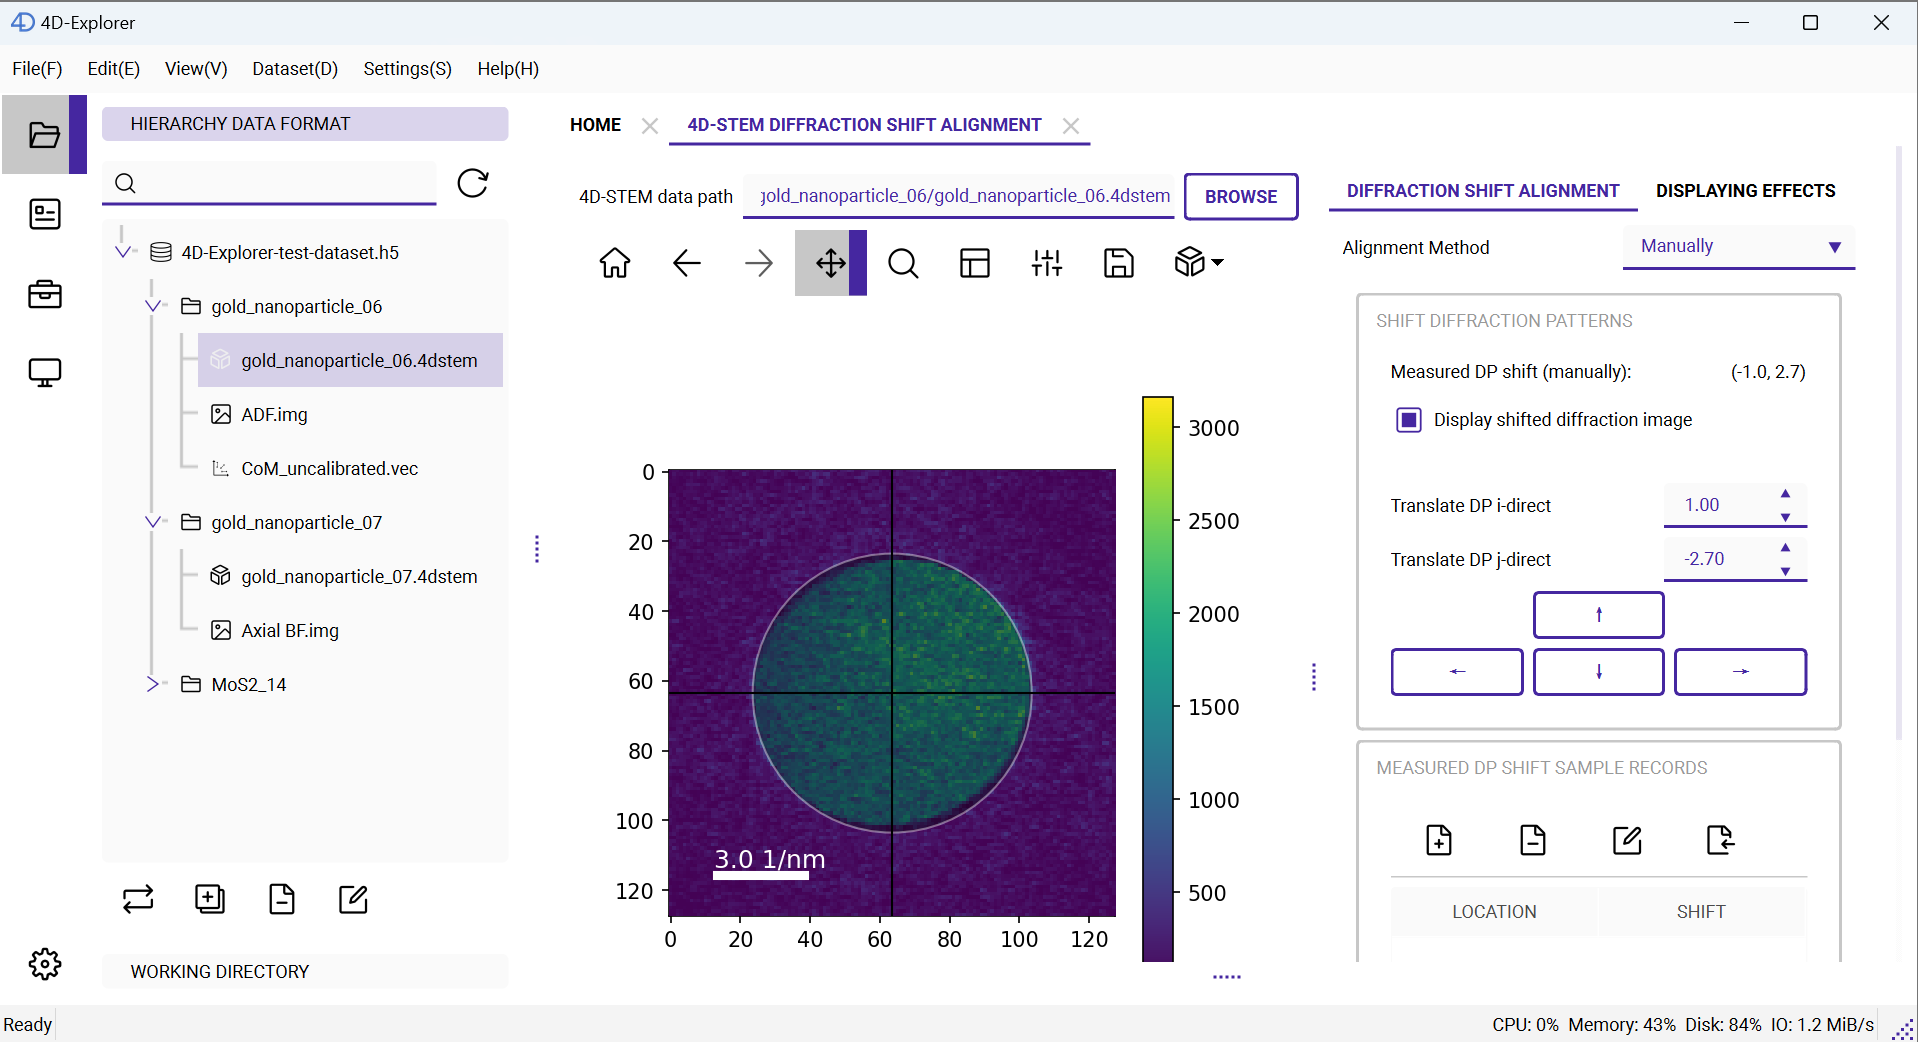 4D-Explorer
File(F) Edit(E) View(V) Dataset(D) Settings(S) Help(H)
HIERARCHY DATA FORMAT
4D-Explorer-test-dataset.h5
gold_nanoparticle_06
gold_nanoparticle_06.4dstem
ADF.img
CoM_uncalibrated.vec
gold_nanoparticle_07
gold_nanoparticle_07.4dstem
Axial BF.img
MoS2_14
WORKING DIRECTORY
HOME
4D-STEM DIFFRACTION SHIFT ALIGNMENT
4D-STEM data path
gold_nanoparticle_06/gold_nanoparticle_06.4dstem
BROWSE
0
20
40
60
80
100
120
0 20 40 60 80 100 120
3.0 1/nm
3000
2500
2000
1500
1000
500
DIFFRACTION SHIFT ALIGNMENT
DISPLAYING EFFECTS
Alignment Method
Manually
SHIFT DIFFRACTION PATTERNS
Measured DP shift (manually): (-1.0, 2.7)
Display shifted diffraction image
Translate DP i-direct 1.00
Translate DP j-direct -2.70
↑
← ↓ →
MEASURED DP SHIFT SAMPLE RECORDS
LOCATION SHIFT
Ready
CPU: 0% Memory: 43% Disk: 84% IO: 1.2 MiB/s